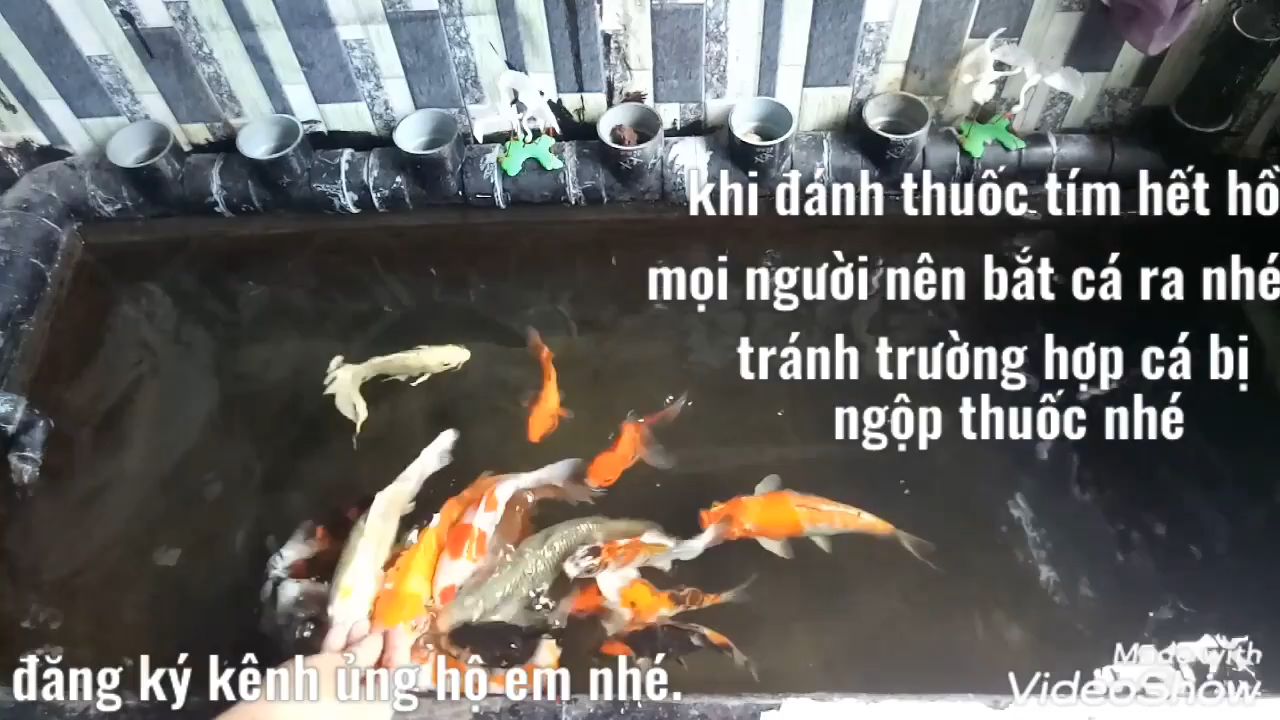 khi đánh thuốc tím hết hồ
mọi người nên bắt cá ra nhé
tránh trường hợp cá bị
ngộp thuốc nhé
đăng ký kênh ủng hộ em nhé.
Made with
VideoShow